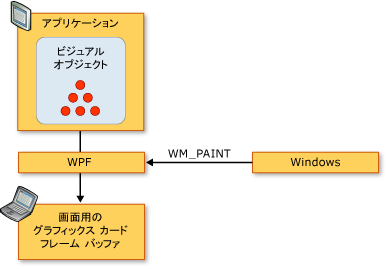 アプリケーション
ビジュアル
オブジェクト
WPF
WM_PAINT
Windows
画面用の
グラフィックス カード
フレーム バッファ